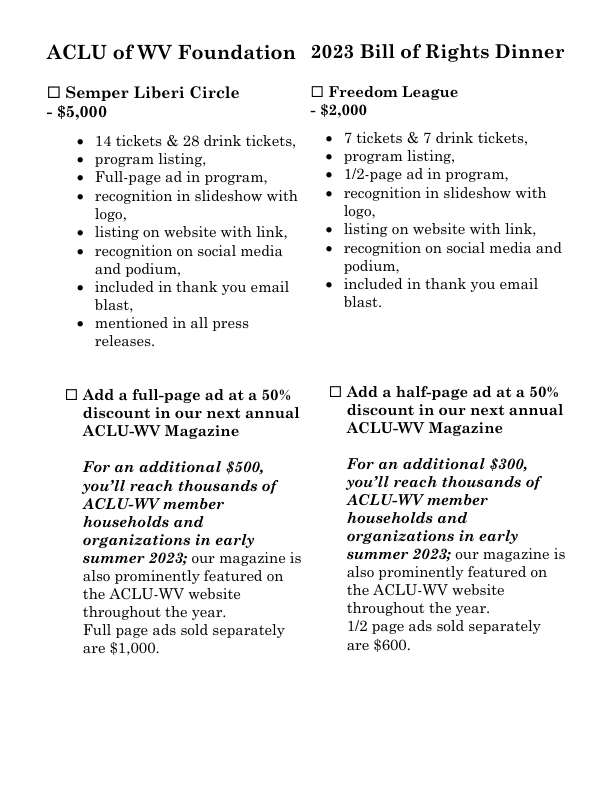 ACLU of WV Foundation 2023 Bill of Rights Dinner
☐ Semper Liberi Circle
- $5,000
• 14 tickets & 28 drink tickets,
• program listing,
• Full-page ad in program,
• recognition in slideshow with
logo,
• listing on website with link,
• recognition on social media
and podium,
• included in thank you email
blast,
• mentioned in all press
releases.
☐ Add a full-page ad at a 50%
discount in our next annual
ACLU-WV Magazine
For an additional $500,
you’ll reach thousands of
ACLU-WV member
households and
organizations in early
summer 2023; our magazine is
also prominently featured on
the ACLU-WV website
throughout the year.
Full page ads sold separately
are $1,000.
☐ Freedom League
- $2,000
• 7 tickets & 7 drink tickets,
• program listing,
• 1/2-page ad in program,
• recognition in slideshow with
logo,
• listing on website with link,
• recognition on social media and
podium,
• included in thank you email
blast.
☐ Add a half-page ad at a 50%
discount in our next annual
ACLU-WV Magazine
For an additional $300,
you’ll reach thousands of
ACLU-WV member
households and
organizations in early
summer 2023; our magazine is
also prominently featured on
the ACLU-WV website
throughout the year.
1/2 page ads sold separately
are $600.